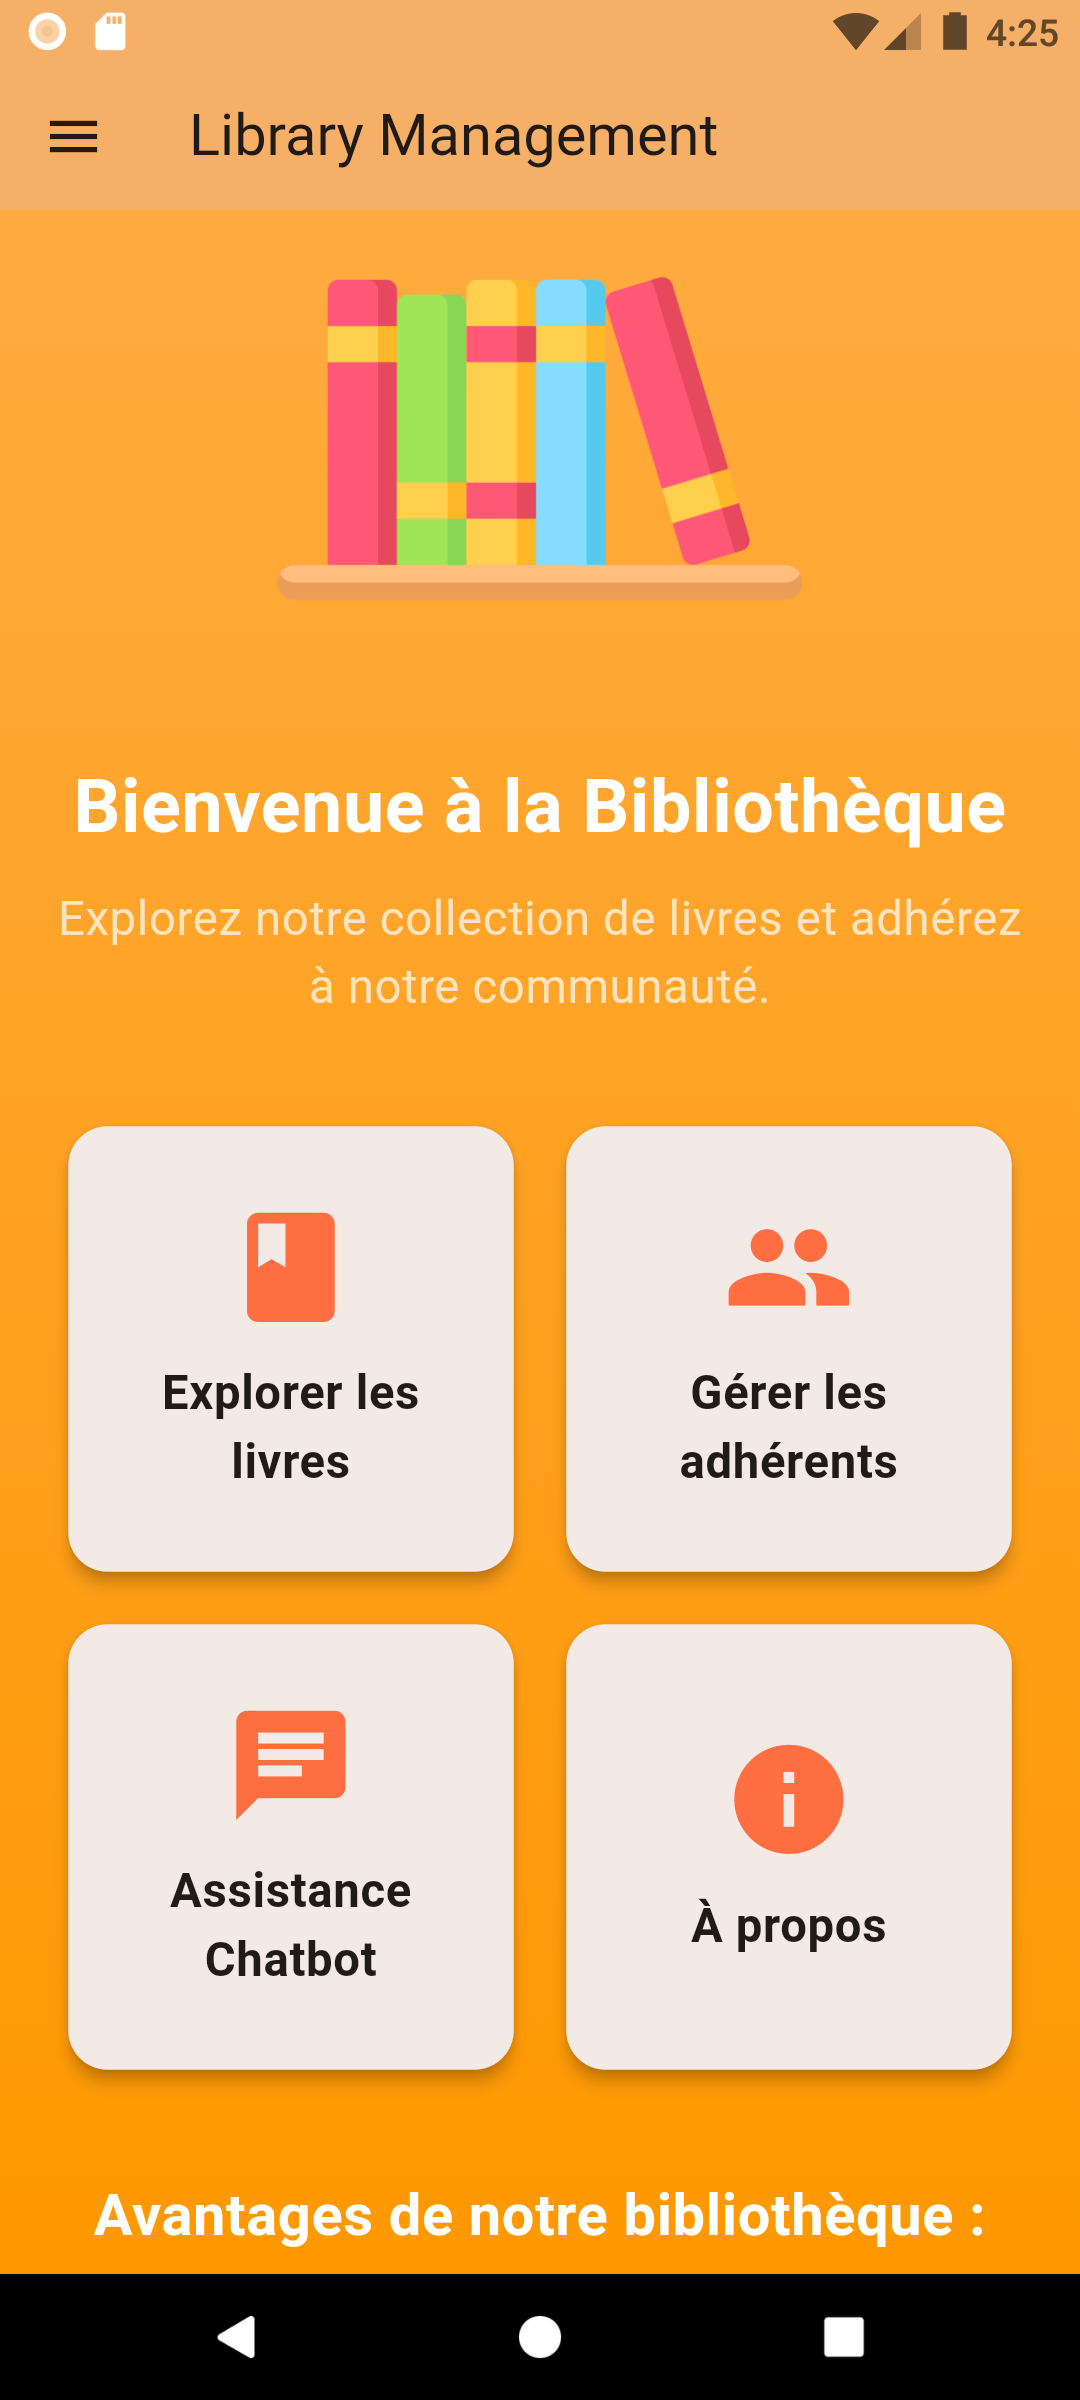 4:25
Library Management
Bienvenue à la Bibliothèque
Explorez notre collection de livres et adhérez
à notre communauté.
Explorer les
livres
Gérer les
adhérents
Assistance
Chatbot
À propos
Avantages de notre bibliothèque :